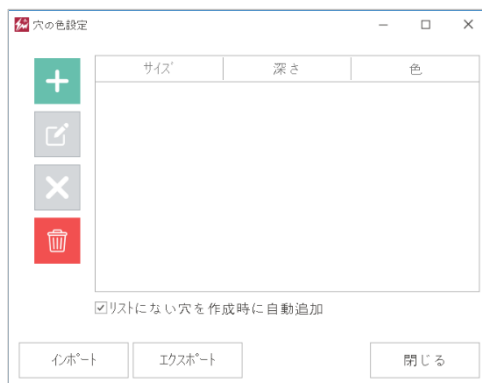 穴の色設定
サイズ 深さ 色
リストにない穴を作成時に自動追加
インポート エクスポート 閉じる